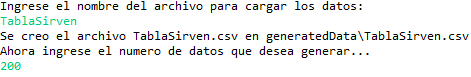 Ingrese el nombre del archivo para cargar los datos:
TablaSirven
Se creo el archivo TablaSirven.csv en generatedData\TablaSirven.csv
Ahora ingrese el numero de datos que desea generar...
200